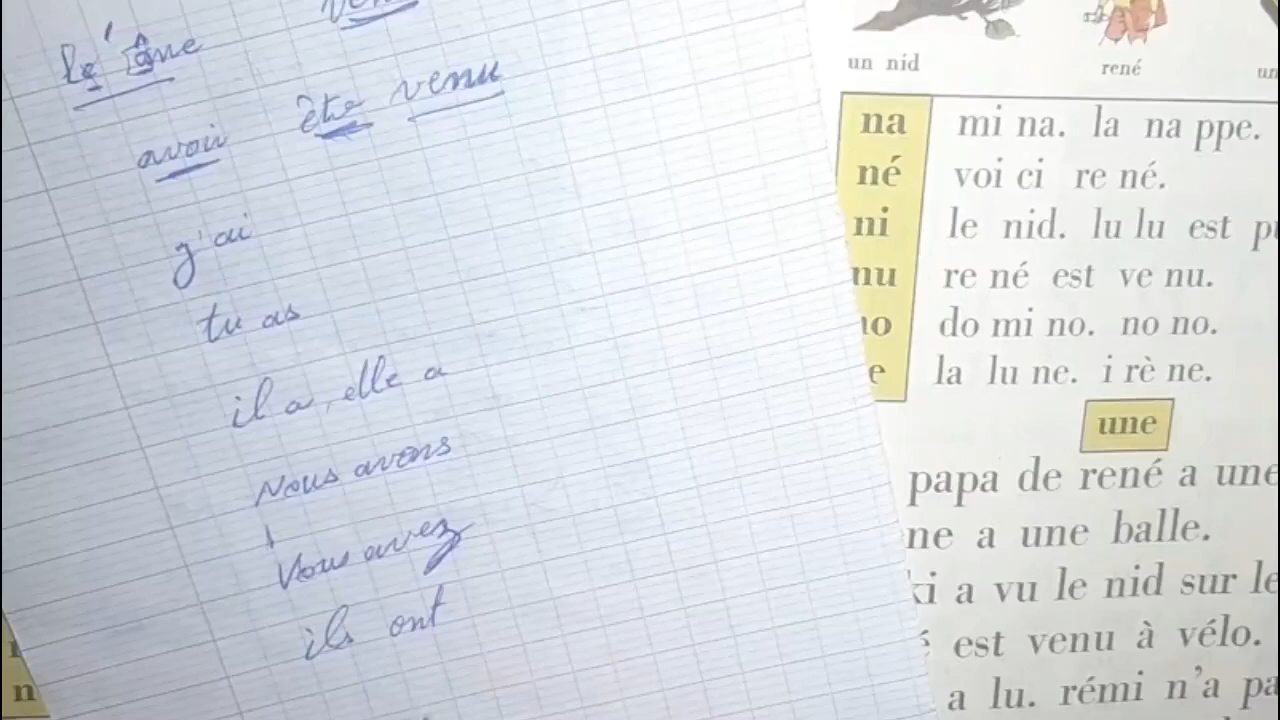 avoir être venu
j'ai
tu as
il a, elle a
Nous avons
Vous avez
ils ont
un nid
rené
un
na mi na. la na ppe.
né voi ci re né.
ni le nid. lu lu est
nu re né est ve nu.
do mi no. no no.
e la lu ne. i rè ne.
une
papa de rené a une
ne a une balle.
ki a vu le nid sur le
est venu à vélo.
a lu. rémi n'a pa
n